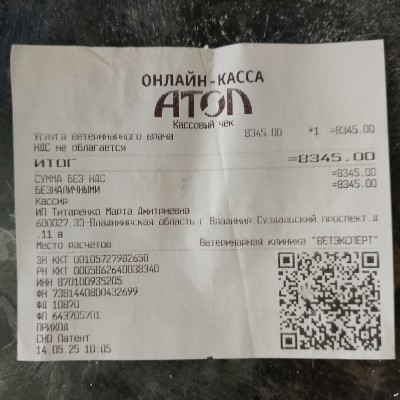 ОНЛАЙН-КАССА
АТОЛ
Кассовый чек
Услуга ветеринарного врача 8345.00 *1 =8345.00
НДС не облагается
ИТОГ =8345.00
СУММА БЕЗ НДС =8345.00
БЕЗНАЛИЧНЫМИ =8345.00
Кассир
ИП Титаренко Марта Дмитриевна
600027.33-Владимирская область.г Владимир Суздальский проспект.д
.11 в
Место расчетов Ветеринарная клиника "ВЕТЭКСПЕРТ"
ЗН ККТ 00105727982650
РН ККТ 0005862640038340
ИНН 870100935205
ФН 7381440800432699
ФД 10870
ФП 643705701
ПРИХОД
СНО Патент
14.05.25 10:05